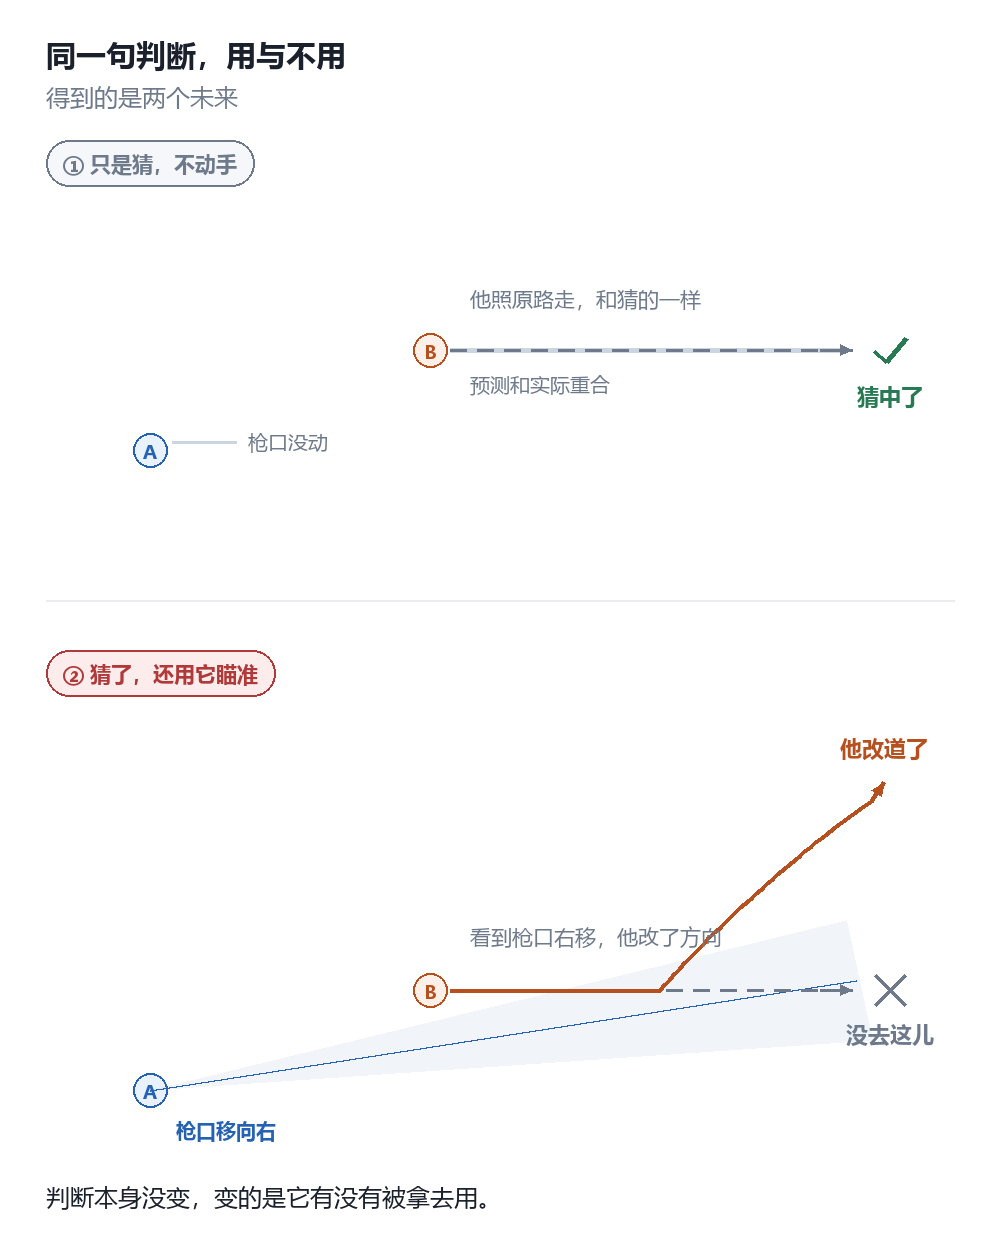 同一句判断，用与不用
得到的是两个未来
① 只是猜，不动手
他照原路走，和猜的一样
B
预测和实际重合
猜中了
A
枪口没动
② 猜了，还用它瞄准
他改道了
看到枪口右移，他改了方向
B
没去这儿
A
枪口移向右
判断本身没变，变的是它有没有被拿去用。